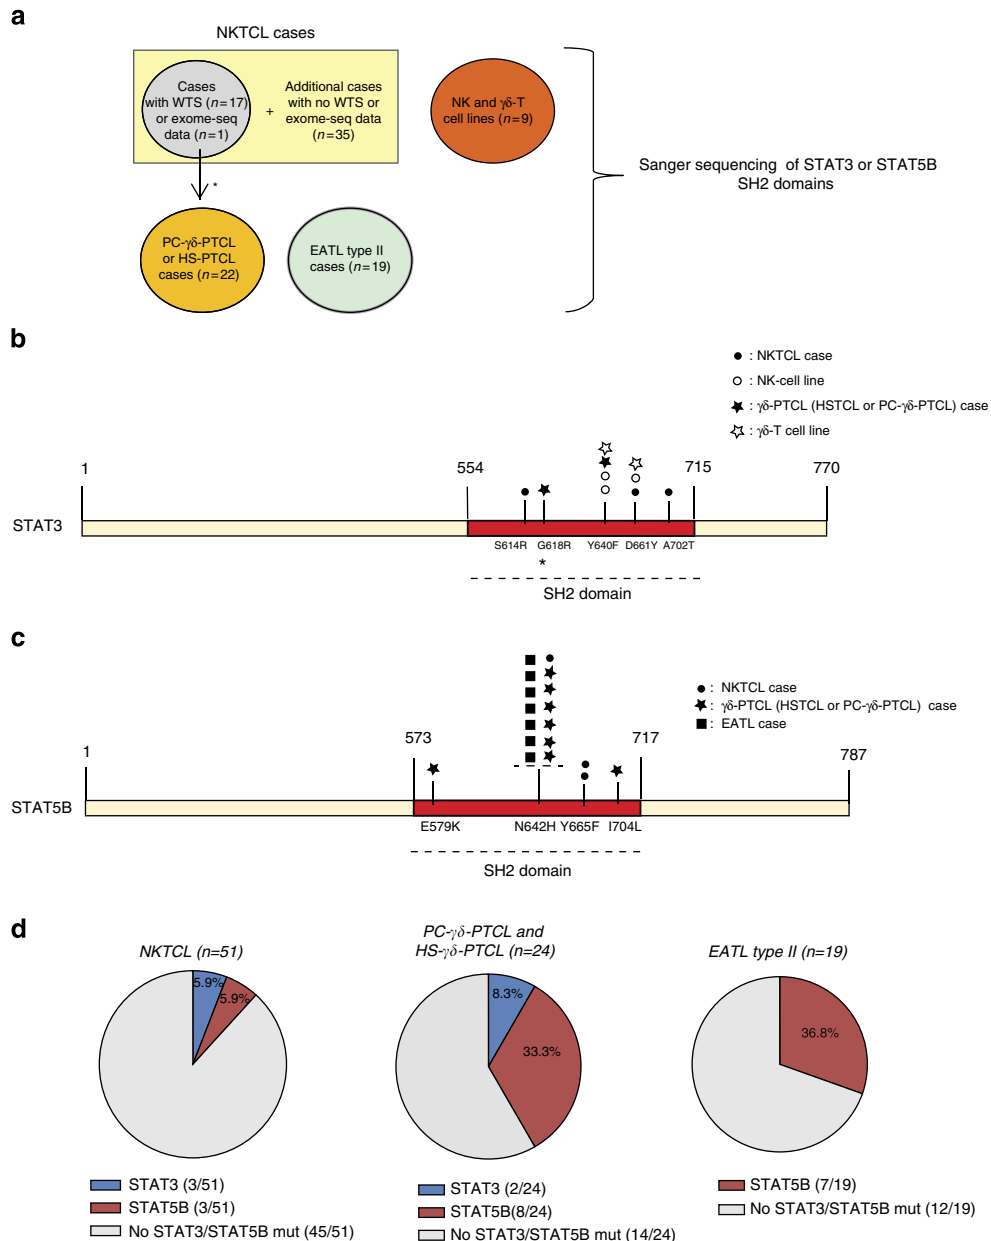 a
NKTCL cases
Cases
with WTS (n=17)
or exome-seq
data (n=1)
+
Additional cases
with no WTS or
exome-seq data
(n=35)
NK and γδ-T
cell lines (n=9)
*
PC-γδ-PTCL
or HS-PTCL
cases (n=22)
EATL type II
cases (n=19)
Sanger sequencing of STAT3 or STAT5B
SH2 domains
b
: NKTCL case
: NK-cell line
: γδ-PTCL (HSTCL or PC-γδ-PTCL) case
: γδ-T cell line
1
554
715
770
STAT3
S614R
G618R
Y640F
D661Y
A702T
*
SH2 domain
c
: NKTCL case
: γδ-PTCL (HSTCL or PC-γδ-PTCL) case
: EATL case
1
573
717
787
STAT5B
E579K
N642H
Y665F
I704L
SH2 domain
d
NKTCL (n=51)
5.9%
5.9%
STAT3 (3/51)
STAT5B (3/51)
No STAT3/STAT5B mut (45/51)
PC-γδ-PTCL and
HS-γδ-PTCL (n=24)
8.3%
33.3%
STAT3 (2/24)
STAT5B(8/24)
No STAT3/STAT5B mut (14/24)
EATL type II (n=19)
36.8%
STAT5B (7/19)
No STAT3/STAT5B mut (12/19)